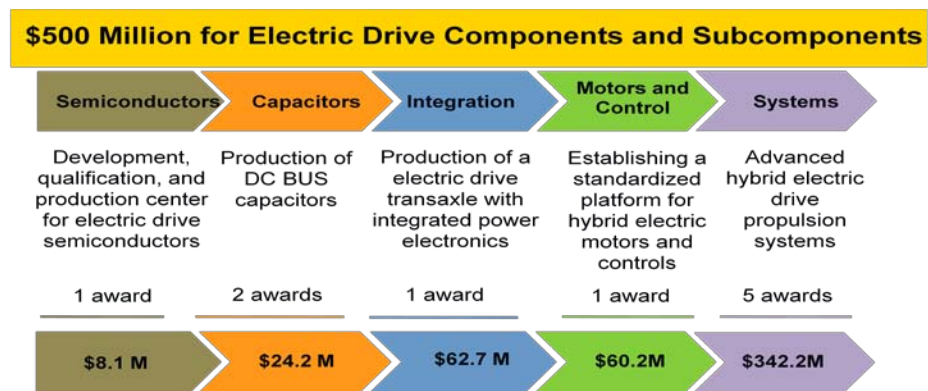 $500 Million for Electric Drive Components and Subcomponents
Semiconductors
Capacitors
Integration
Motors and
Control
Systems
Development,
qualification, and
production center
for electric drive
semiconductors
Production of
DC BUS
capacitors
Production of a
electric drive
transaxle with
integrated power
electronics
Establishing a
standardized
platform for
hybrid electric
motors and
controls
Advanced
hybrid electric
drive
propulsion
systems
1 award
2 awards
1 award
1 award
5 awards
$8.1 M
$24.2 M
$62.7 M
$60.2M
$342.2M